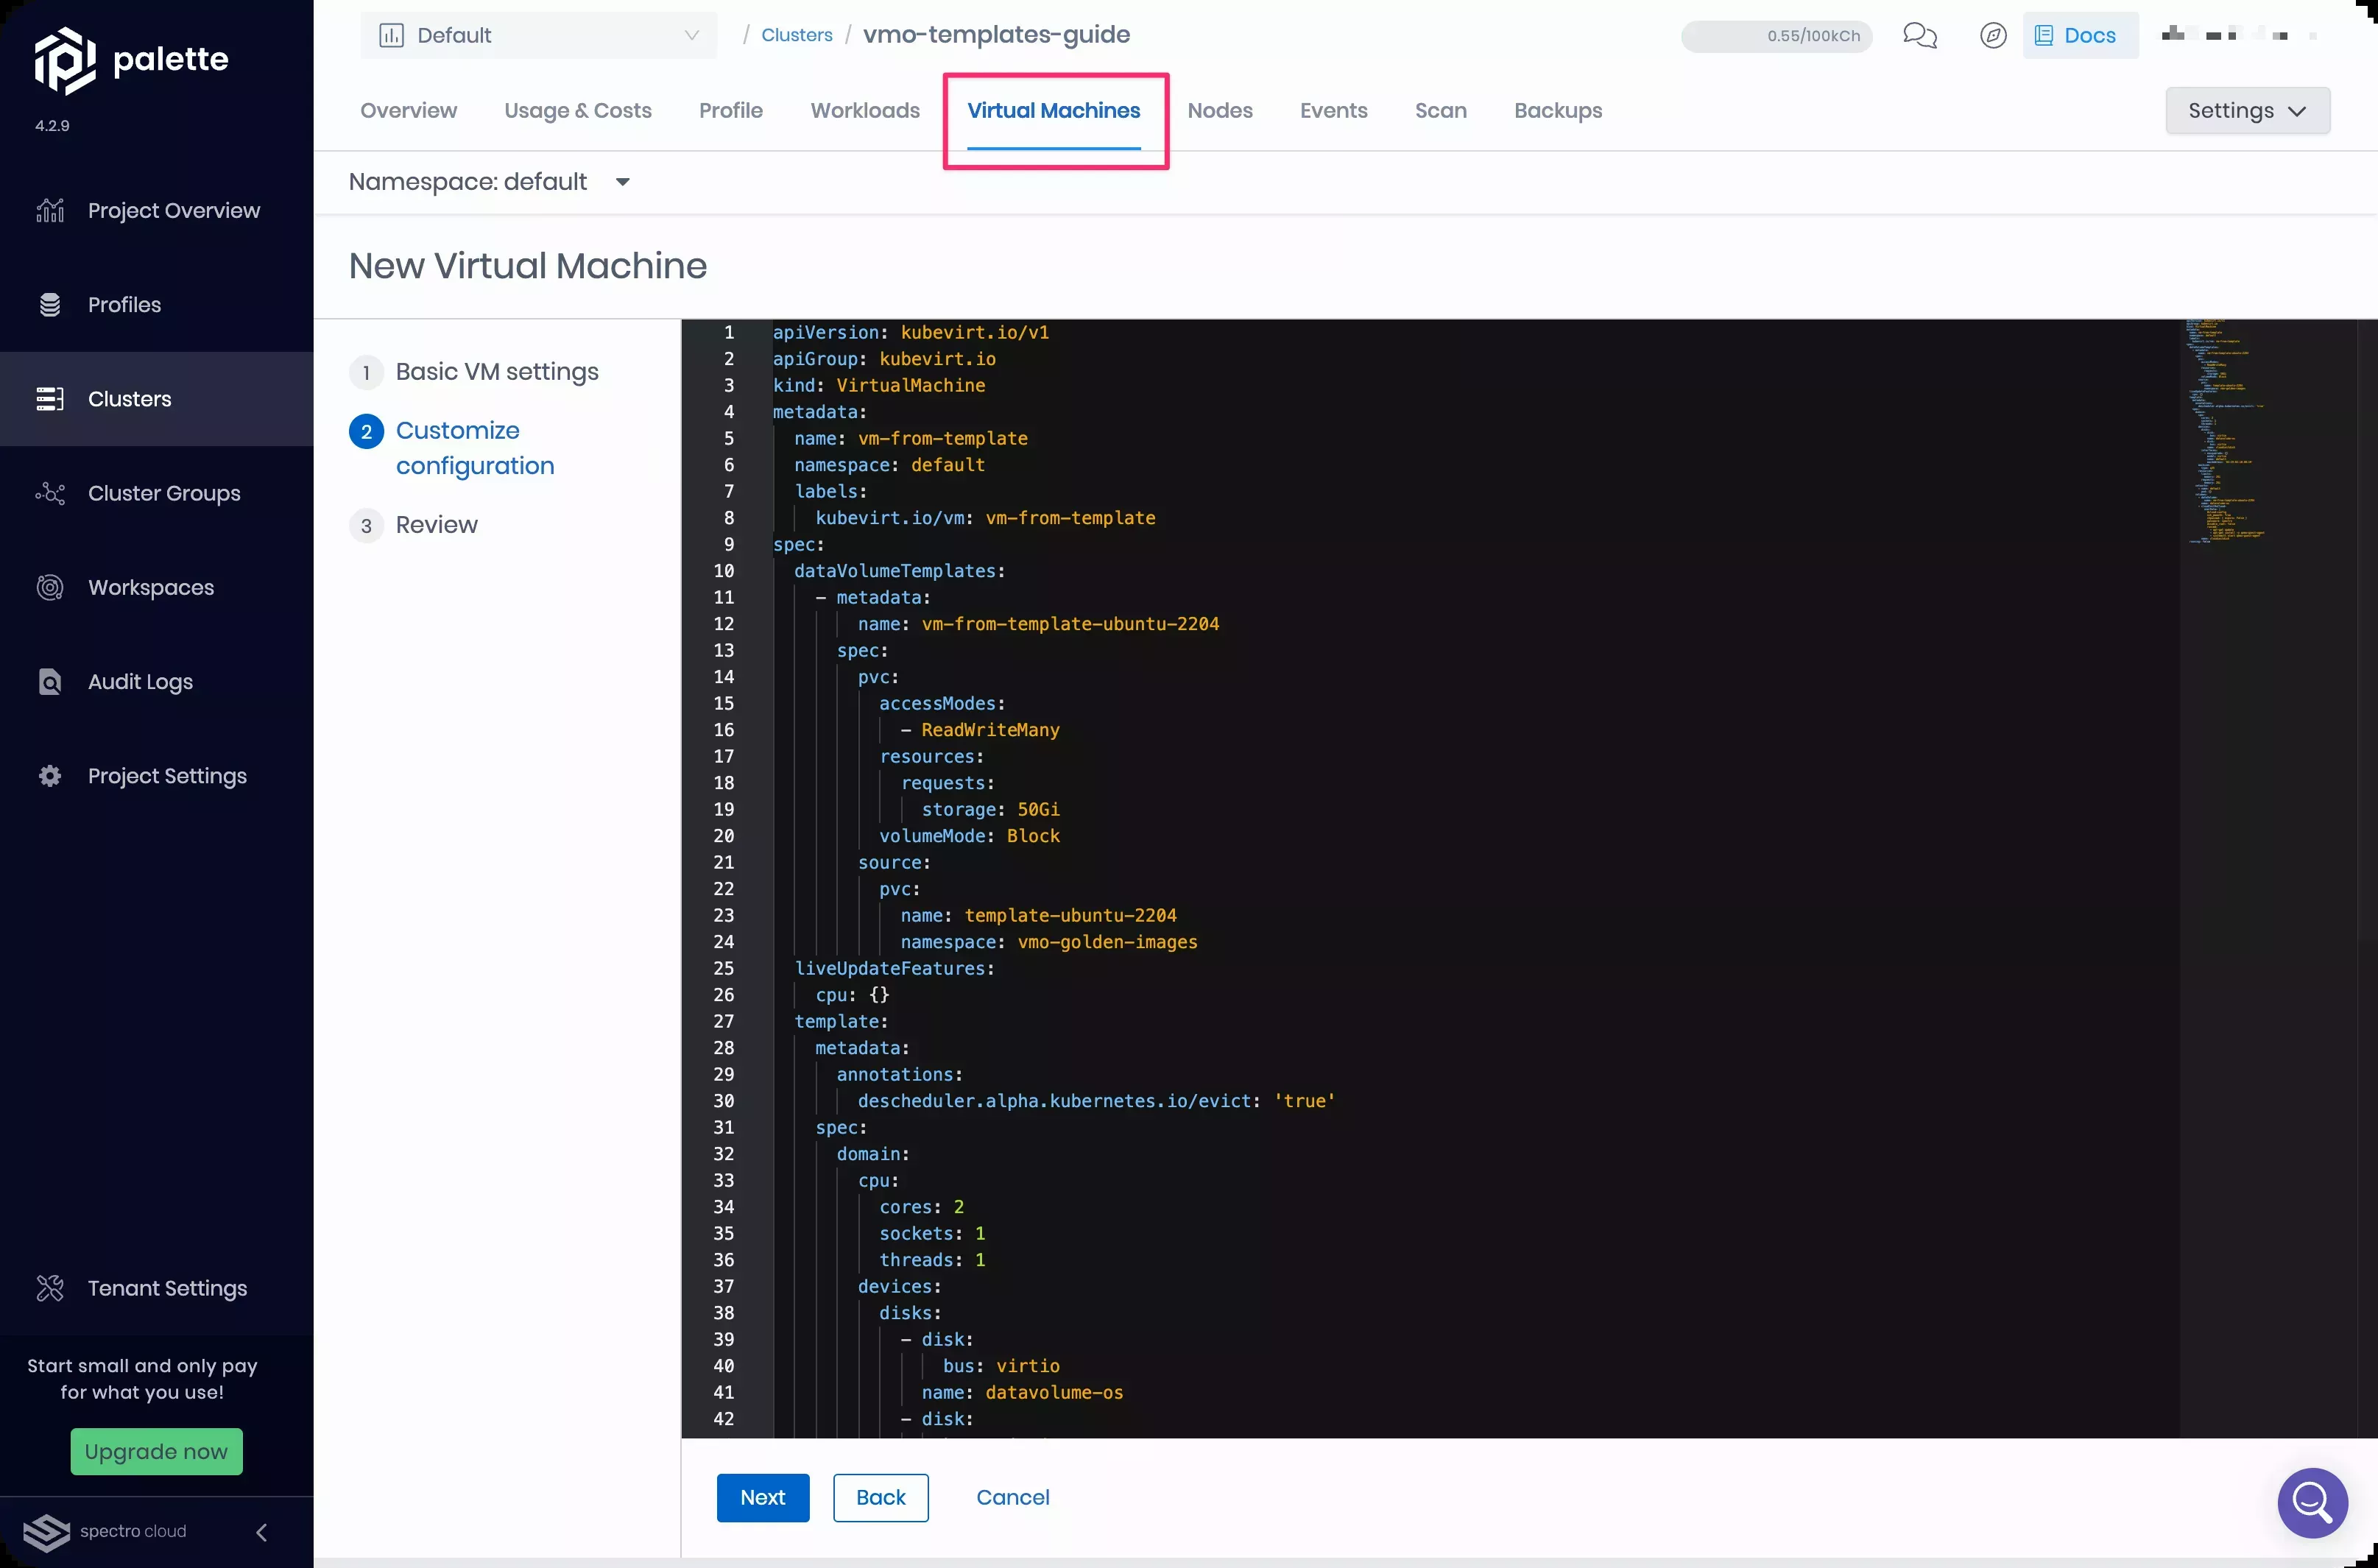 palette
4.2.9
Project Overview
Profiles
Clusters
Cluster Groups
Workspaces
Audit Logs
Project Settings
Tenant Settings
Start small and only pay
for what you use!
Upgrade now
spectro cloud
Default / Clusters / vmo-templates-guide 0.55/100kCh Docs
Overview Usage & Costs Profile Workloads Virtual Machines Nodes Events Scan Backups Settings
Namespace: default
New Virtual Machine
1 Basic VM settings
2 Customize
configuration
3 Review
1 apiVersion: kubevirt.io/v1
2 apiGroup: kubevirt.io
3 kind: VirtualMachine
4 metadata:
5 name: vm-from-template
6 namespace: default
7 labels:
8 kubevirt.io/vm: vm-from-template
9 spec:
10 dataVolumeTemplates:
11 - metadata:
12 name: vm-from-template-ubuntu-2204
13 spec:
14 pvc:
15 accessModes:
16 - ReadWriteMany
17 resources:
18 requests:
19 storage: 50Gi
20 volumeMode: Block
21 source:
22 pvc:
23 name: template-ubuntu-2204
24 namespace: vmo-golden-images
25 liveUpdateFeatures:
26 cpu: {}
27 template:
28 metadata:
29 annotations:
30 descheduler.alpha.kubernetes.io/evict: 'true'
31 spec:
32 domain:
33 cpu:
34 cores: 2
35 sockets: 1
36 threads: 1
37 devices:
38 disks:
39 - disk:
40 bus: virtio
41 name: datavolume-os
42 - disk:
Next Back Cancel